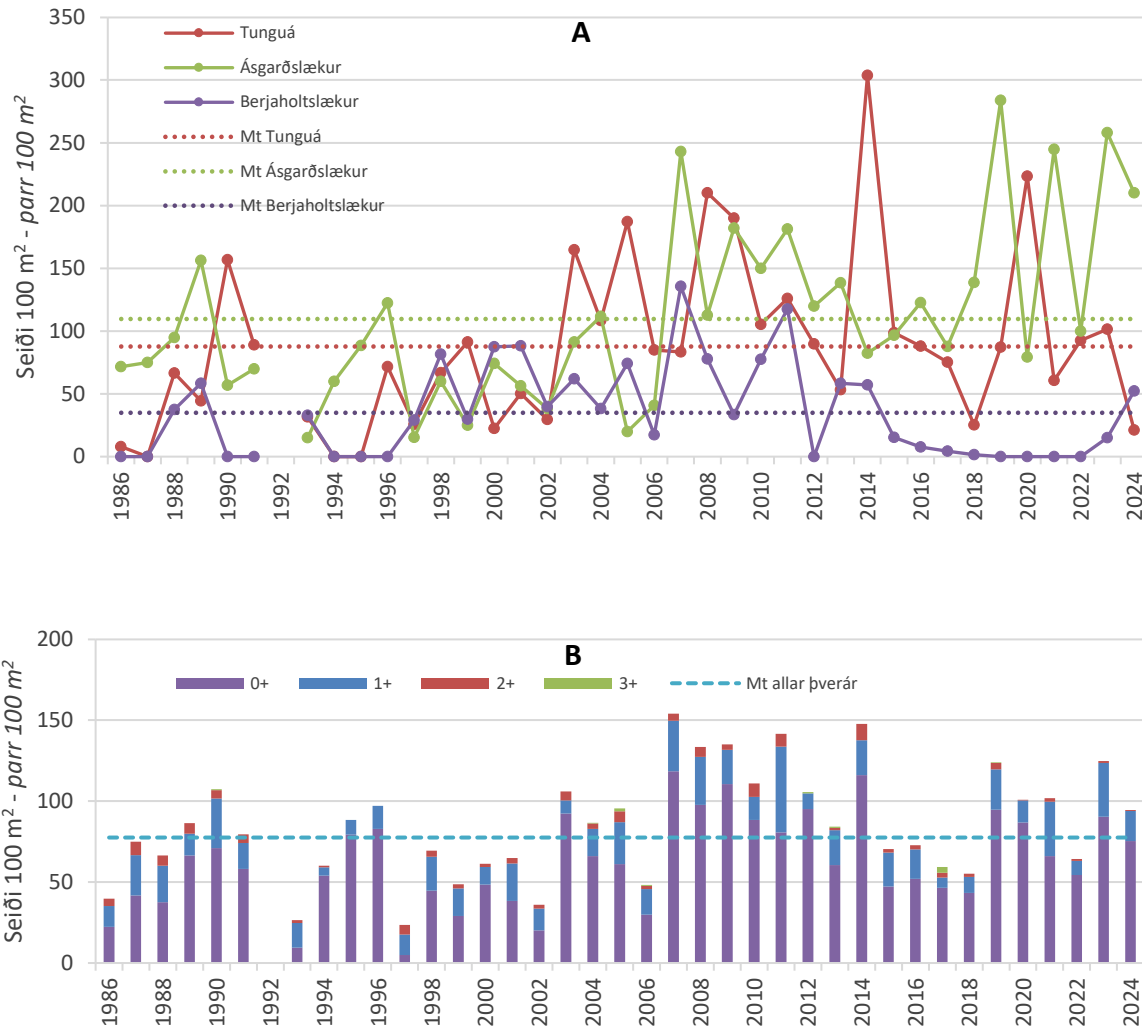 A
350
300
250
200
150
100
50
0
Seiði 100 m² - parr 100 m²
Tunguá
Ásgarðslækur
Berjaholtslækur
Mt Tunguá
Mt Ásgarðslækur
Mt Berjaholtslækur
1986 1988 1990 1992 1994 1996 1998 2000 2002 2004 2006 2008 2010 2012 2014 2016 2018 2020 2022 2024
B
200
150
100
50
0
Seiði 100 m² - parr 100 m²
0+ 1+ 2+ 3+ Mt allar þverár
1986 1988 1990 1992 1994 1996 1998 2000 2002 2004 2006 2008 2010 2012 2014 2016 2018 2020 2022 2024